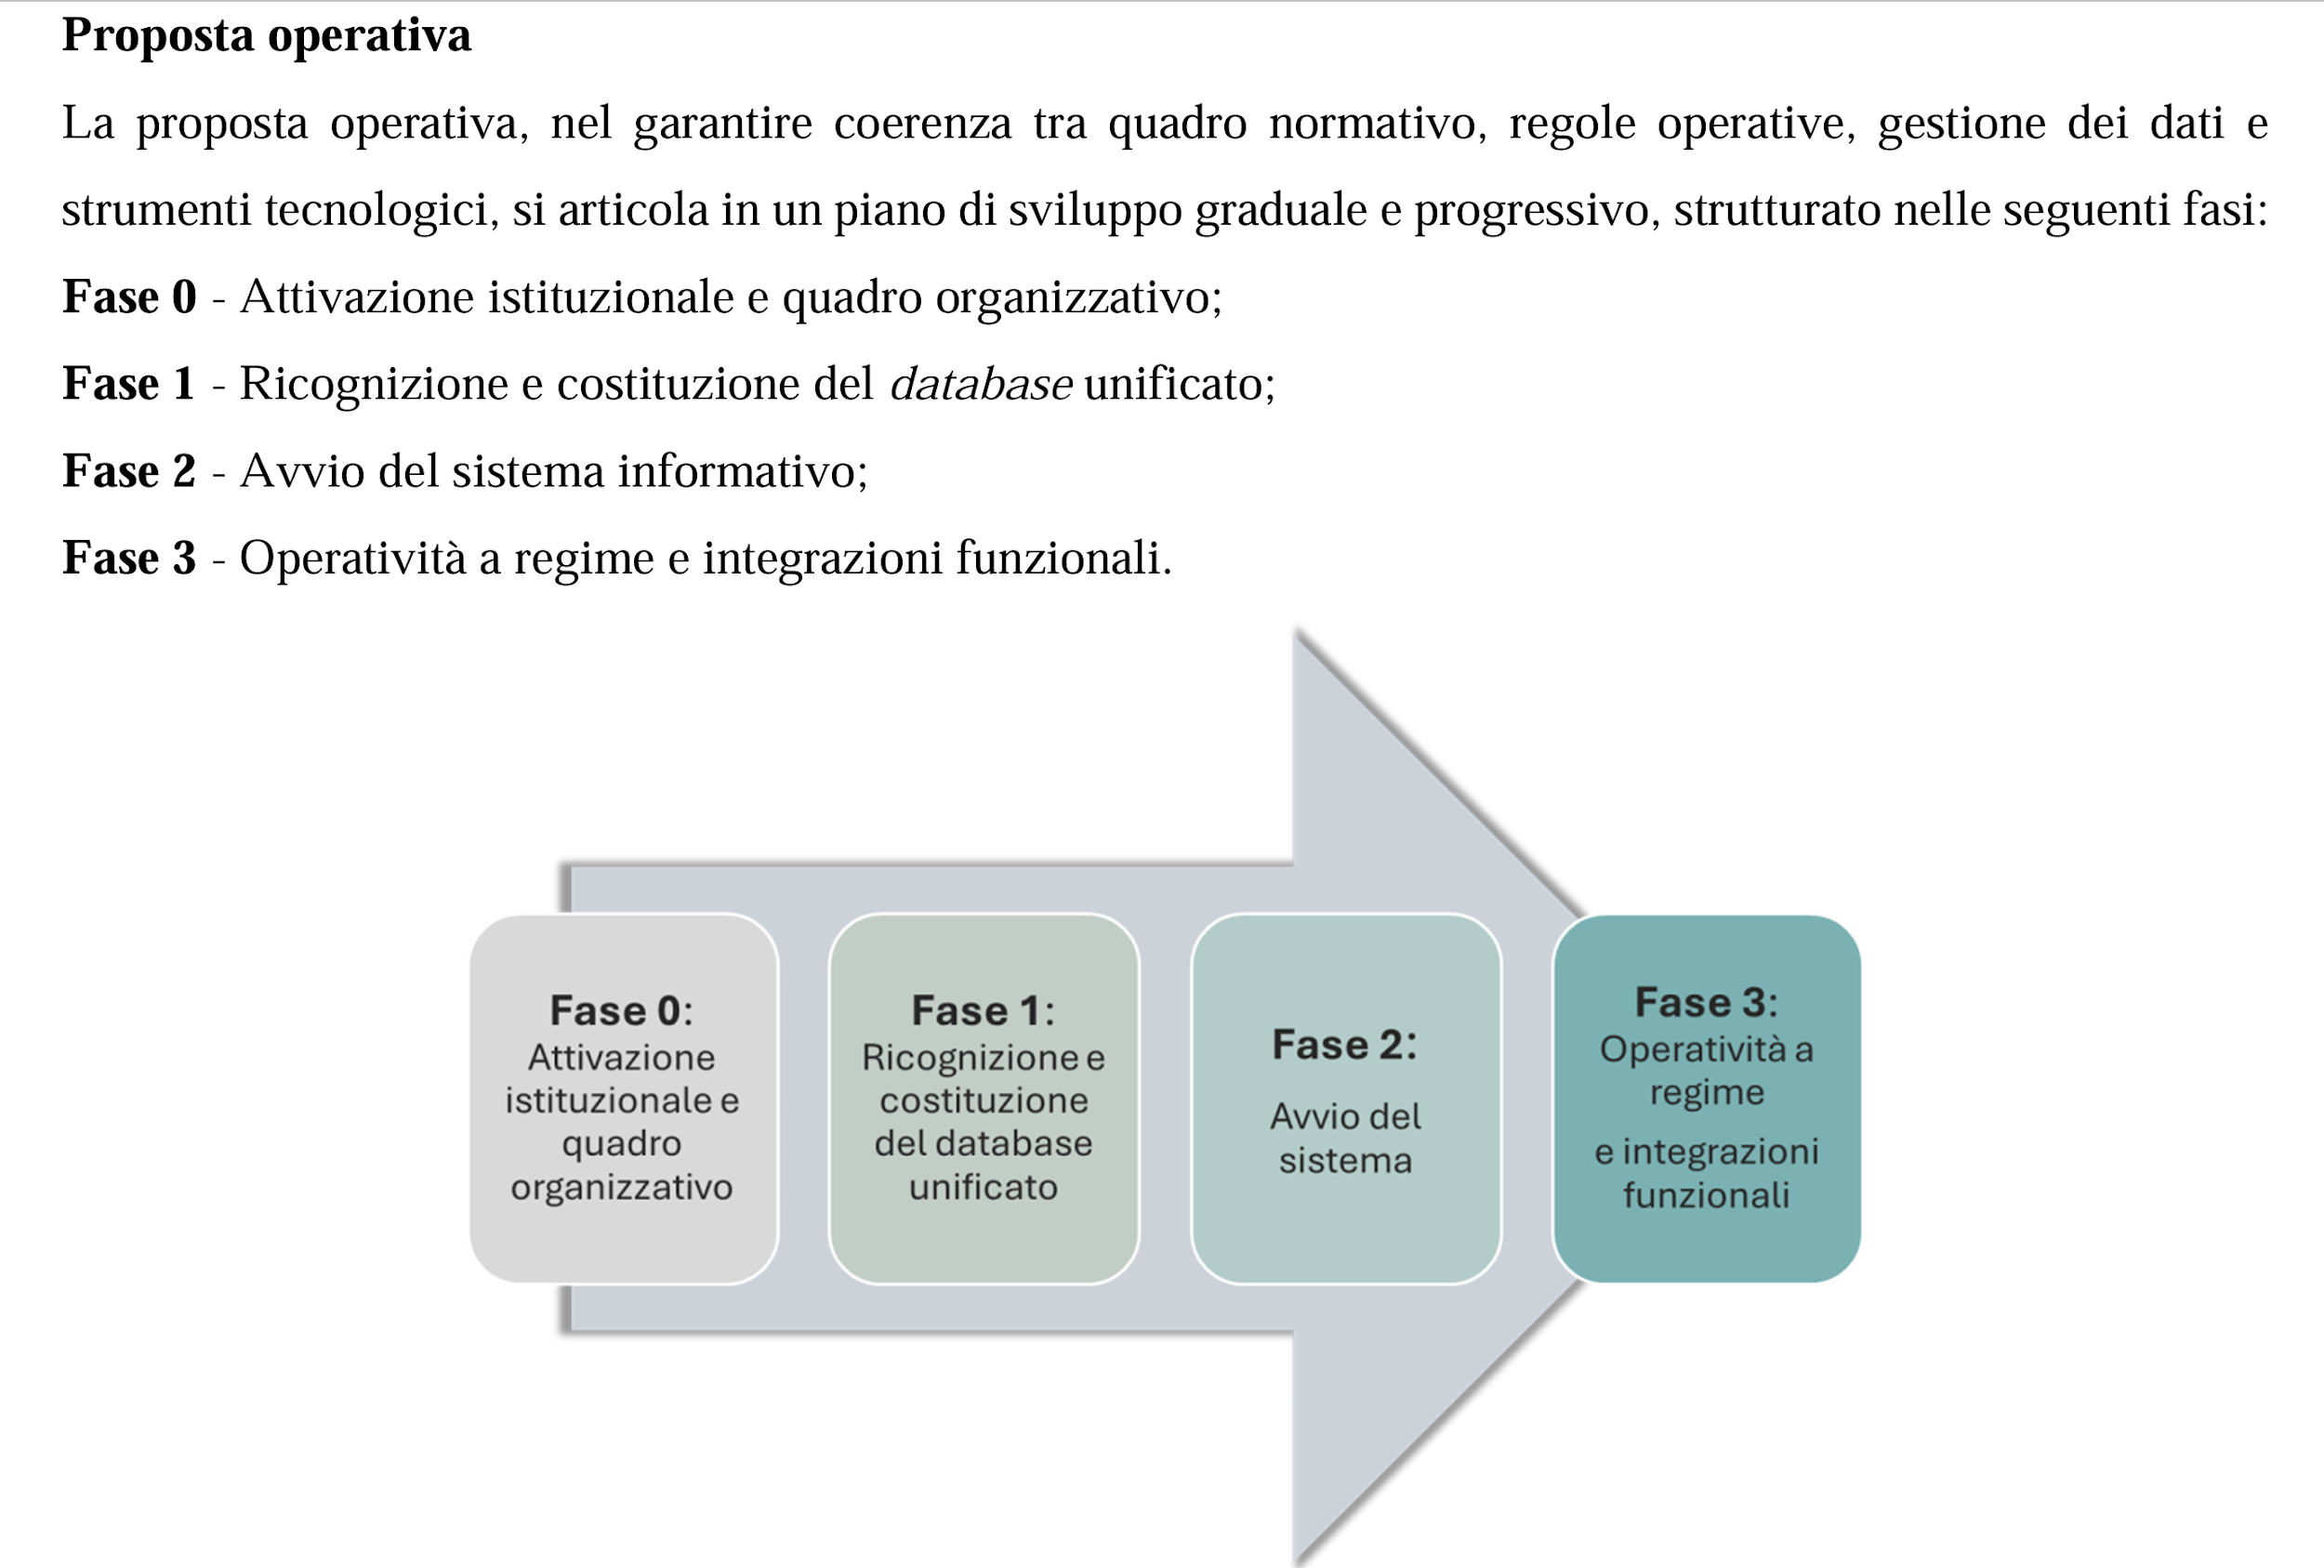 Proposta operativa
La proposta operativa, nel garantire coerenza tra quadro normativo, regole operative, gestione dei dati e
strumenti tecnologici, si articola in un piano di sviluppo graduale e progressivo, strutturato nelle seguenti fasi:
Fase 0 - Attivazione istituzionale e quadro organizzativo;
Fase 1 - Ricognizione e costituzione del database unificato;
Fase 2 - Avvio del sistema informativo;
Fase 3 - Operatività a regime e integrazioni funzionali.
Fase 0:
Attivazione
istituzionale e
quadro
organizzativo
Fase 1:
Ricognizione e
costituzione
del database
unificato
Fase 2:
Avvio del
sistema
Fase 3:
Operatività a
regime
e integrazioni
funzionali